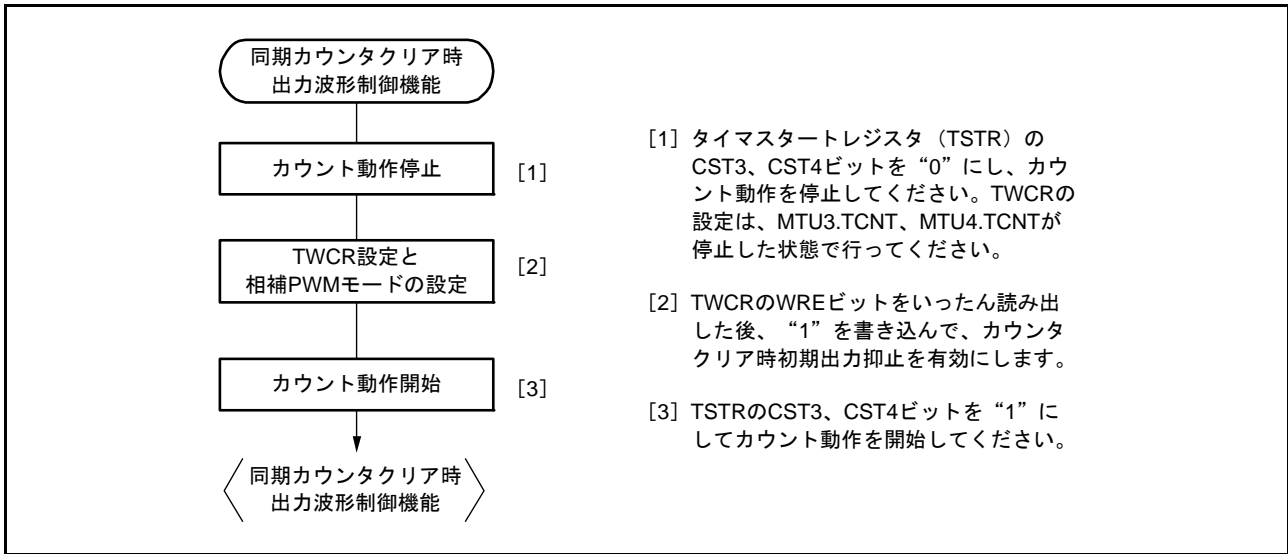 同期カウンタクリア時
出力波形制御機能
カウント動作停止
[1]
TWCR設定と
相補PWMモードの設定
[2]
カウント動作開始
[3]
同期カウンタクリア時
出力波形制御機能
[1] タイマスタートレジスタ（TSTR）の
CST3、CST4ビットを“0”にし、カウ
ント動作を停止してください。TWCRの
設定は、MTU3.TCNT、MTU4.TCNTが
停止した状態で行ってください。
[2] TWCRのWREビットをいったん読み出
した後、“1”を書き込んで、カウンタ
クリア時初期出力抑止を有効にします。
[3] TSTRのCST3、CST4ビットを“1”に
してカウント動作を開始してください。